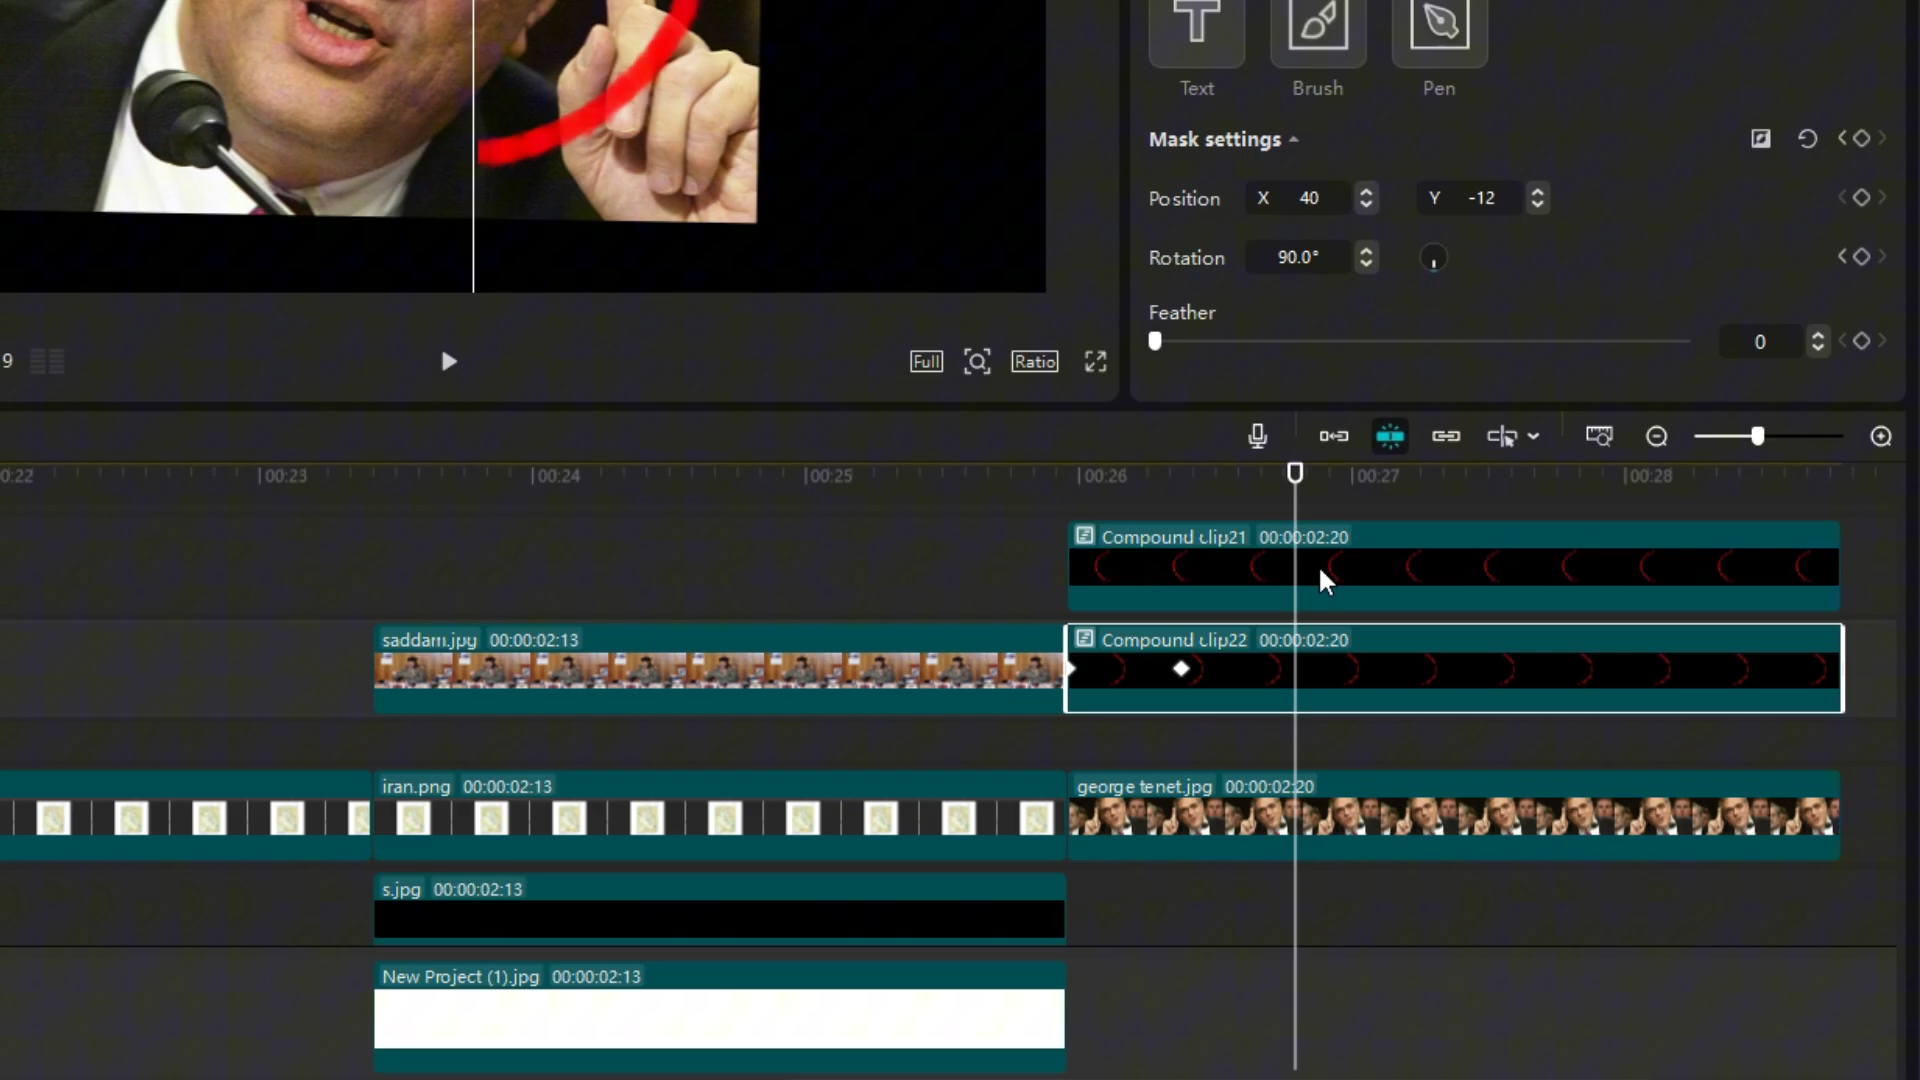 Text Brush Pen
Mask settings
Position X 40 Y -12
Rotation 90.0°
Feather
0
9 Full Ratio
0:22 00:23 00:24 00:25 00:26 00:27 00:28
Compound clip21 00:00:02:20
saddam.jpg 00:00:02:13 Compound clip22 00:00:02:20
iran.png 00:00:02:13 george tenet.jpg 00:00:02:20
s.jpg 00:00:02:13
New Project (1).jpg 00:00:02:13